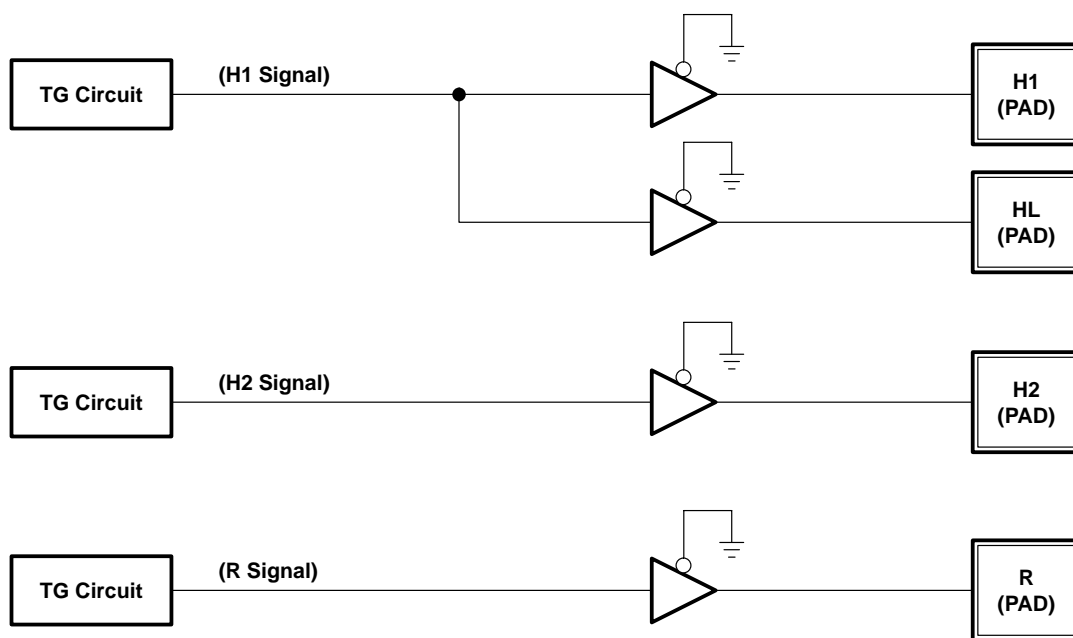 (H1 Signal)
TG Circuit
H1
(PAD)
HL
(PAD)
(H2 Signal)
TG Circuit
H2
(PAD)
(R Signal)
TG Circuit
R
(PAD)